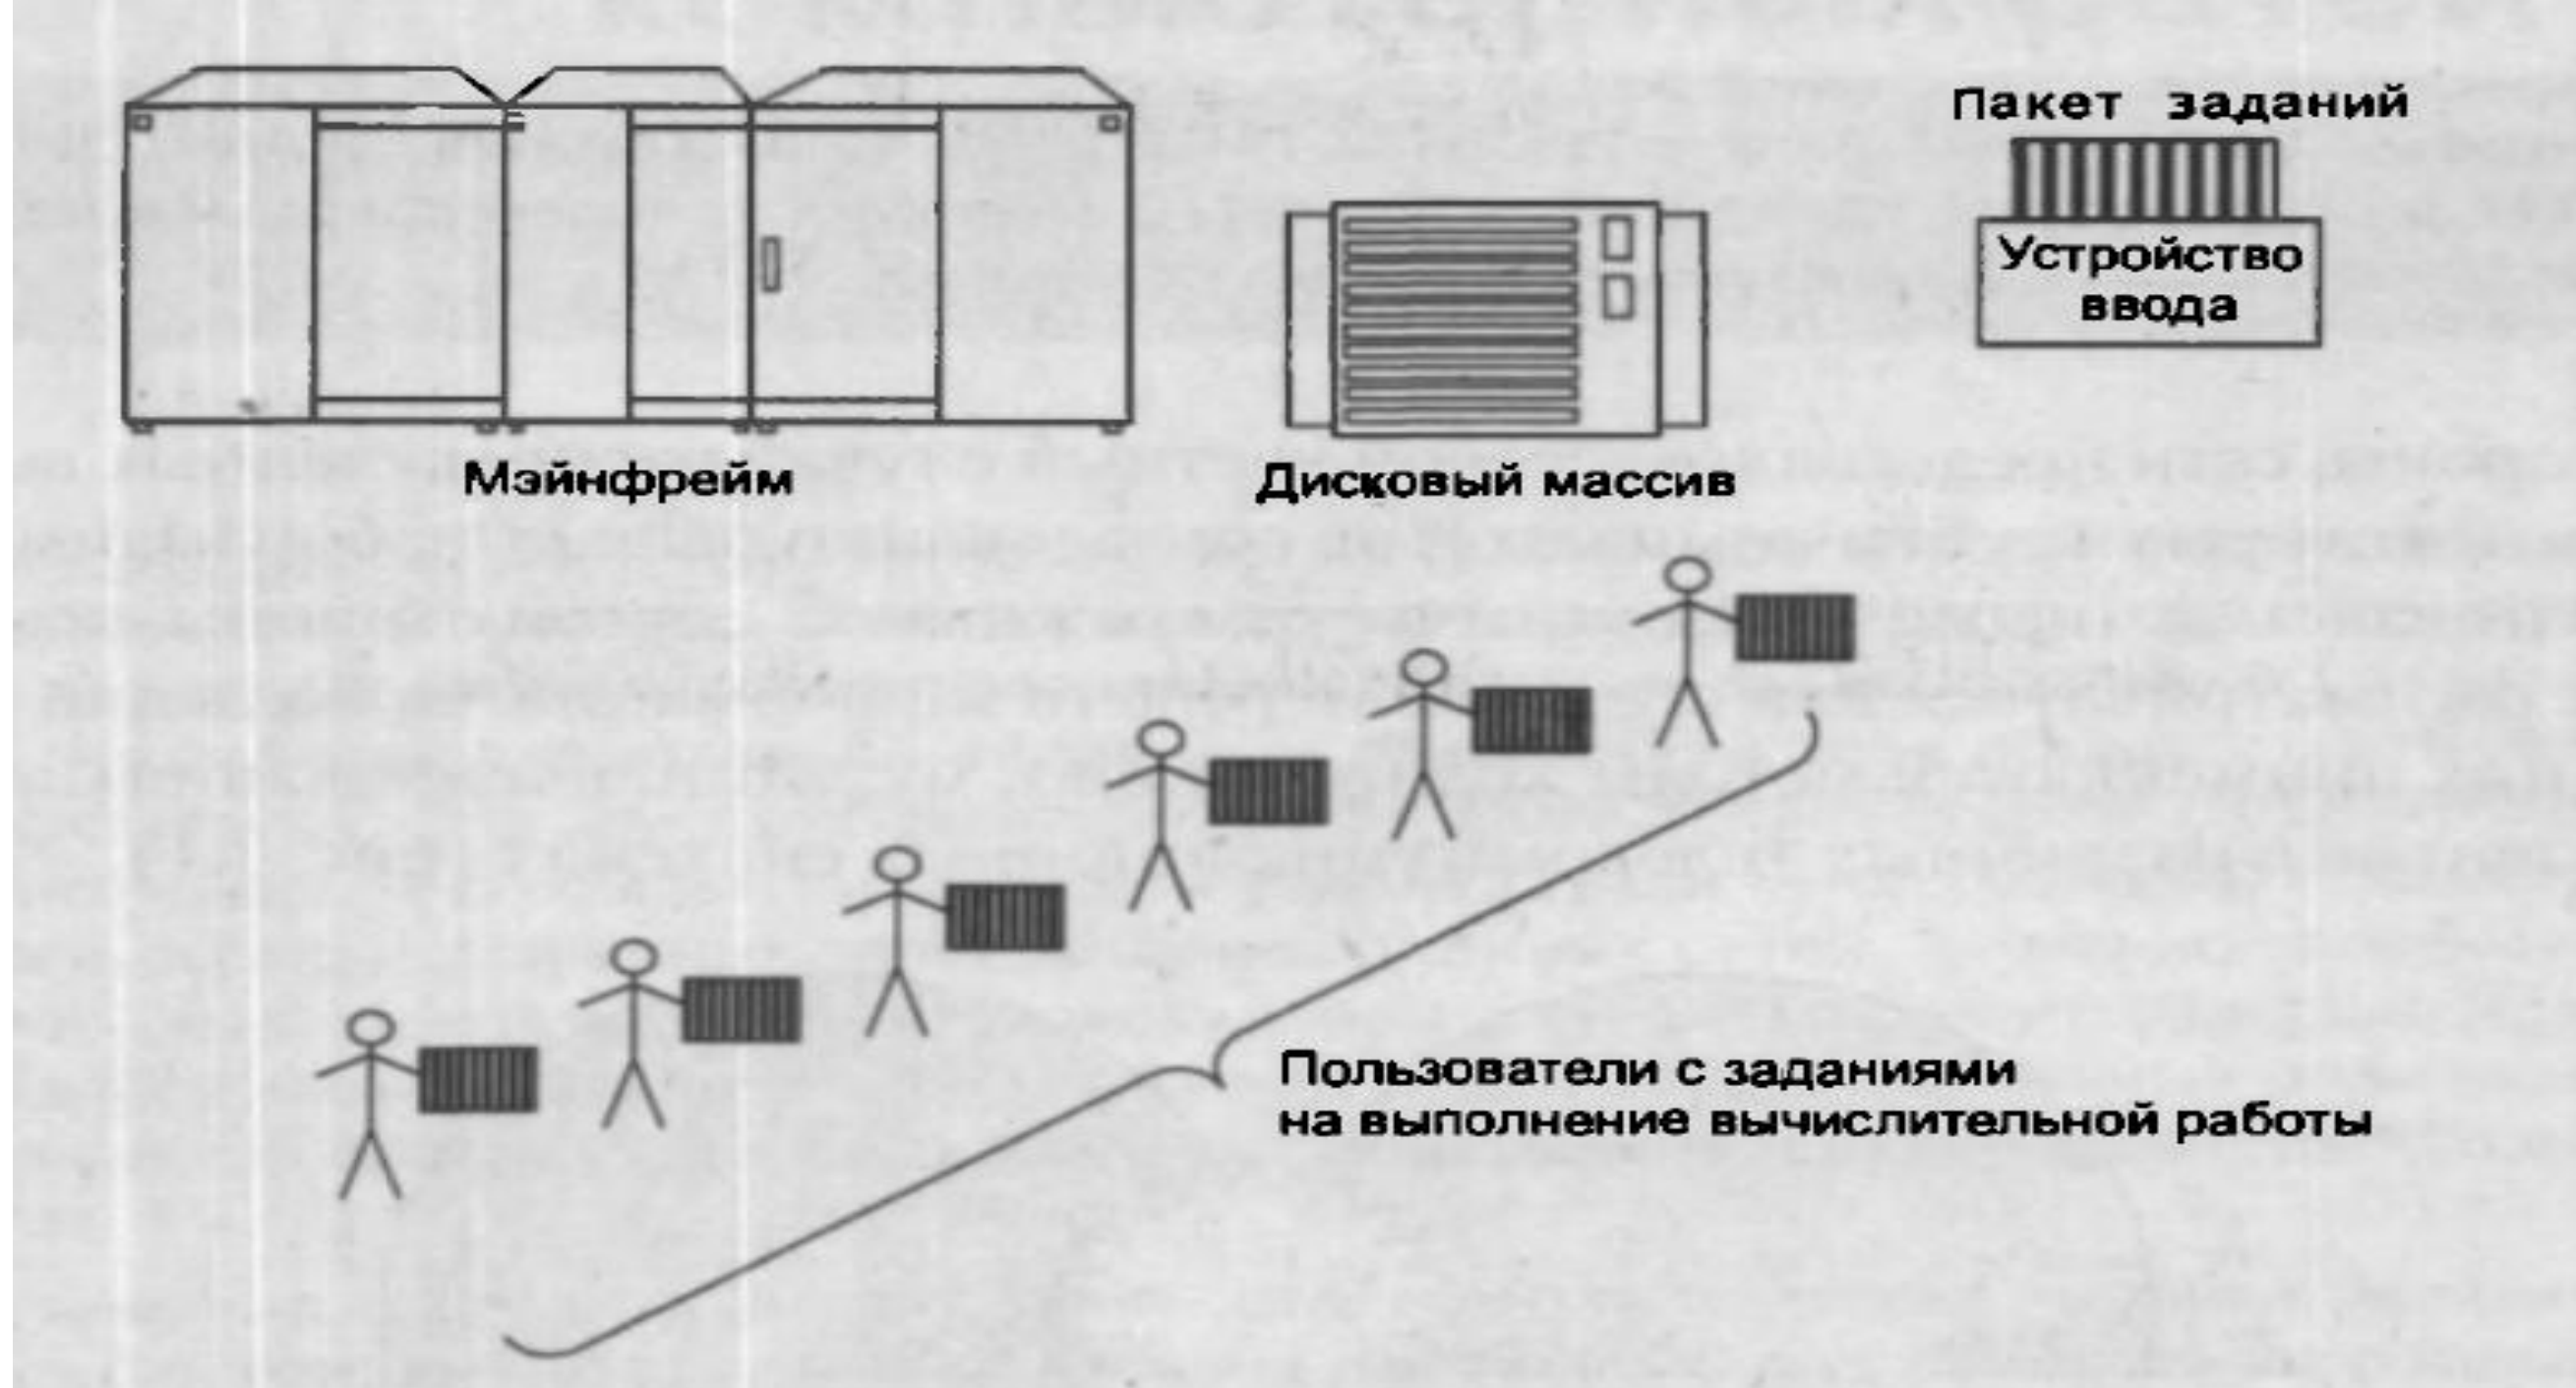 Пакет заданий
Устройство
ввода
Мэйнфрейм
Дисковый массив
Пользователи с заданиями
на выполнение вычислительной работы